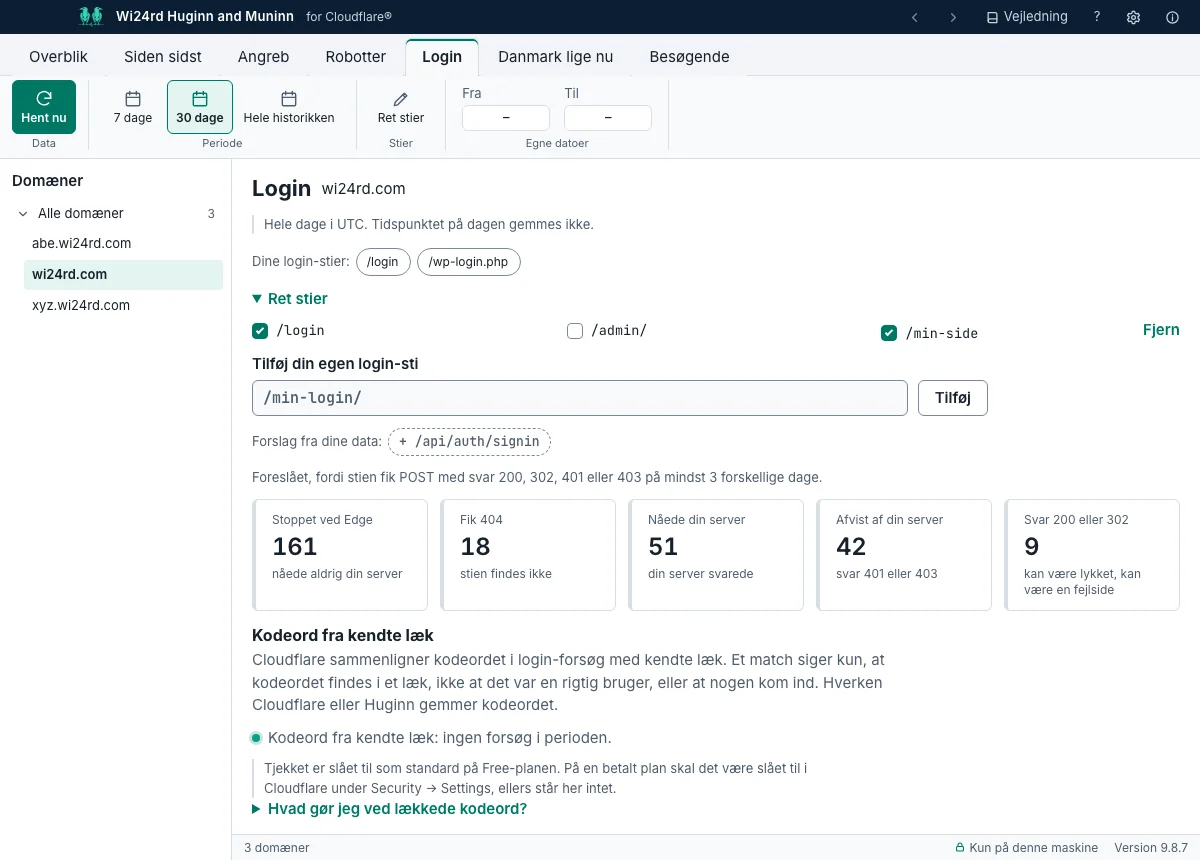 Wi24rd Huginn and Muninn for Cloudflare®
Vejledning ?
Overblik Siden sidst Angreb Robotter Login Danmark lige nu Besøgende
Hent nu
Data
7 dage 30 dage Hele historikken
Periode
Ret stier
Stier
Fra Til
– –
Egne datoer
Domæner
Alle domæner 3
abe.wi24rd.com
wi24rd.com
xyz.wi24rd.com
Login wi24rd.com
Hele dage i UTC. Tidspunktet på dagen gemmes ikke.
Dine login-stier: /login /wp-login.php
Ret stier
/login /admin/ /min-side Fjern
Tilføj din egen login-sti
/min-login/ Tilføj
Forslag fra dine data: + /api/auth/signin
Foreslået, fordi stien fik POST med svar 200, 302, 401 eller 403 på mindst 3 forskellige dage.
Stoppet ved Edge
161
nåede aldrig din server
Fik 404
18
stien findes ikke
Nåede din server
51
din server svarede
Afvist af din server
42
svar 401 eller 403
Svar 200 eller 302
9
kan være lykket, kan
være en fejlside
Kodeord fra kendte læk
Cloudflare sammenligner kodeordet i login-forsøg med kendte læk. Et match siger kun, at
kodeordet findes i et læk, ikke at det var en rigtig bruger, eller at nogen kom ind. Hverken
Cloudflare eller Huginn gemmer kodeordet.
Kodeord fra kendte læk: ingen forsøg i perioden.
Tjekket er slået til som standard på Free-planen. På en betalt plan skal det være slået til i
Cloudflare under Security → Settings, ellers står her intet.
Hvad gør jeg ved lækkede kodeord?
3 domæner Kun på denne maskine Version 9.8.7